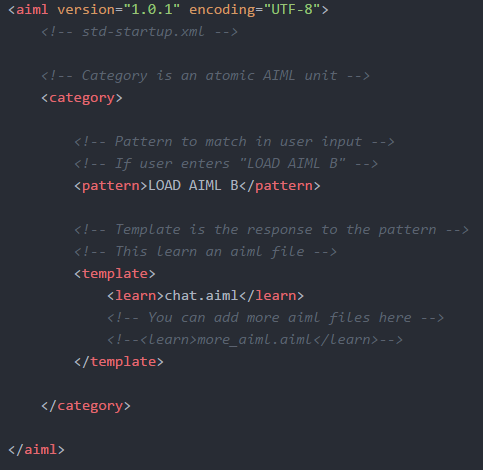 <aiml version="1.0.1" encoding="UTF-8">
<!-- std-startup.xml -->
<!-- Category is an atomic AIML unit -->
<category>
<!-- Pattern to match in user input -->
<!-- If user enters "LOAD AIML B" -->
<pattern>LOAD AIML B</pattern>
<!-- Template is the response to the pattern -->
<!-- This learn an aiml file -->
<template>
<learn>chat.aiml</learn>
<!-- You can add more aiml files here -->
<!--<learn>more_aiml.aiml</learn>-->
</template>
</category>
</aiml>